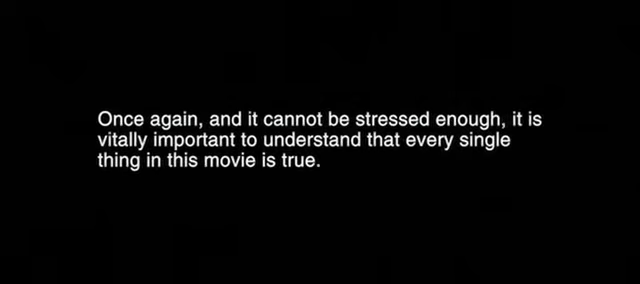 Once again, and it cannot be stressed enough, it is
vitally important to understand that every single
thing in this movie is true.